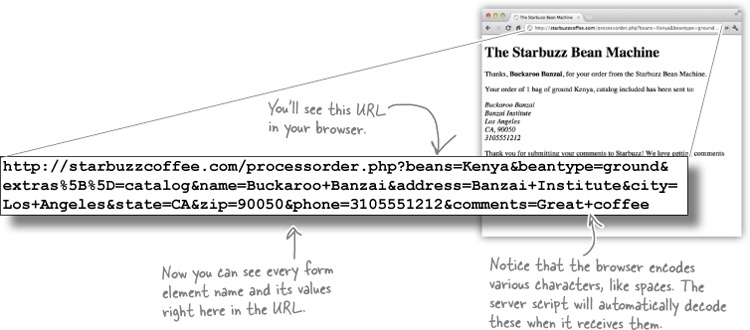 The Starbuzz Bean Machine
http://starbuzzcoffee.com/processorder.php?beans=Kenya&beantype=ground
The Starbuzz Bean Machine
Thanks, Buckaroo Banzai, for your order from the Starbuzz Bean Machine.
Your order of 1 bag of ground Kenya, catalog included has been sent to:
Buckaroo Banzai
Banzai Institute
Los Angeles
CA, 90050
3105551212
Thank you for submitting your comments to Starbuzz! We love getting comments
You'll see this URL
in your browser.
http://starbuzzcoffee.com/processorder.php?beans=Kenya&beantype=ground&
extras%5B%5D=catalog&name=Buckaroo+Banzai&address=Banzai+Institute&city=
Los+Angeles&state=CA&zip=90050&phone=3105551212&comments=Great+coffee
Now you can see every form
element name and its values
right here in the URL.
Notice that the browser encodes
various characters, like spaces. The
server script will automatically decode
these when it receives them.